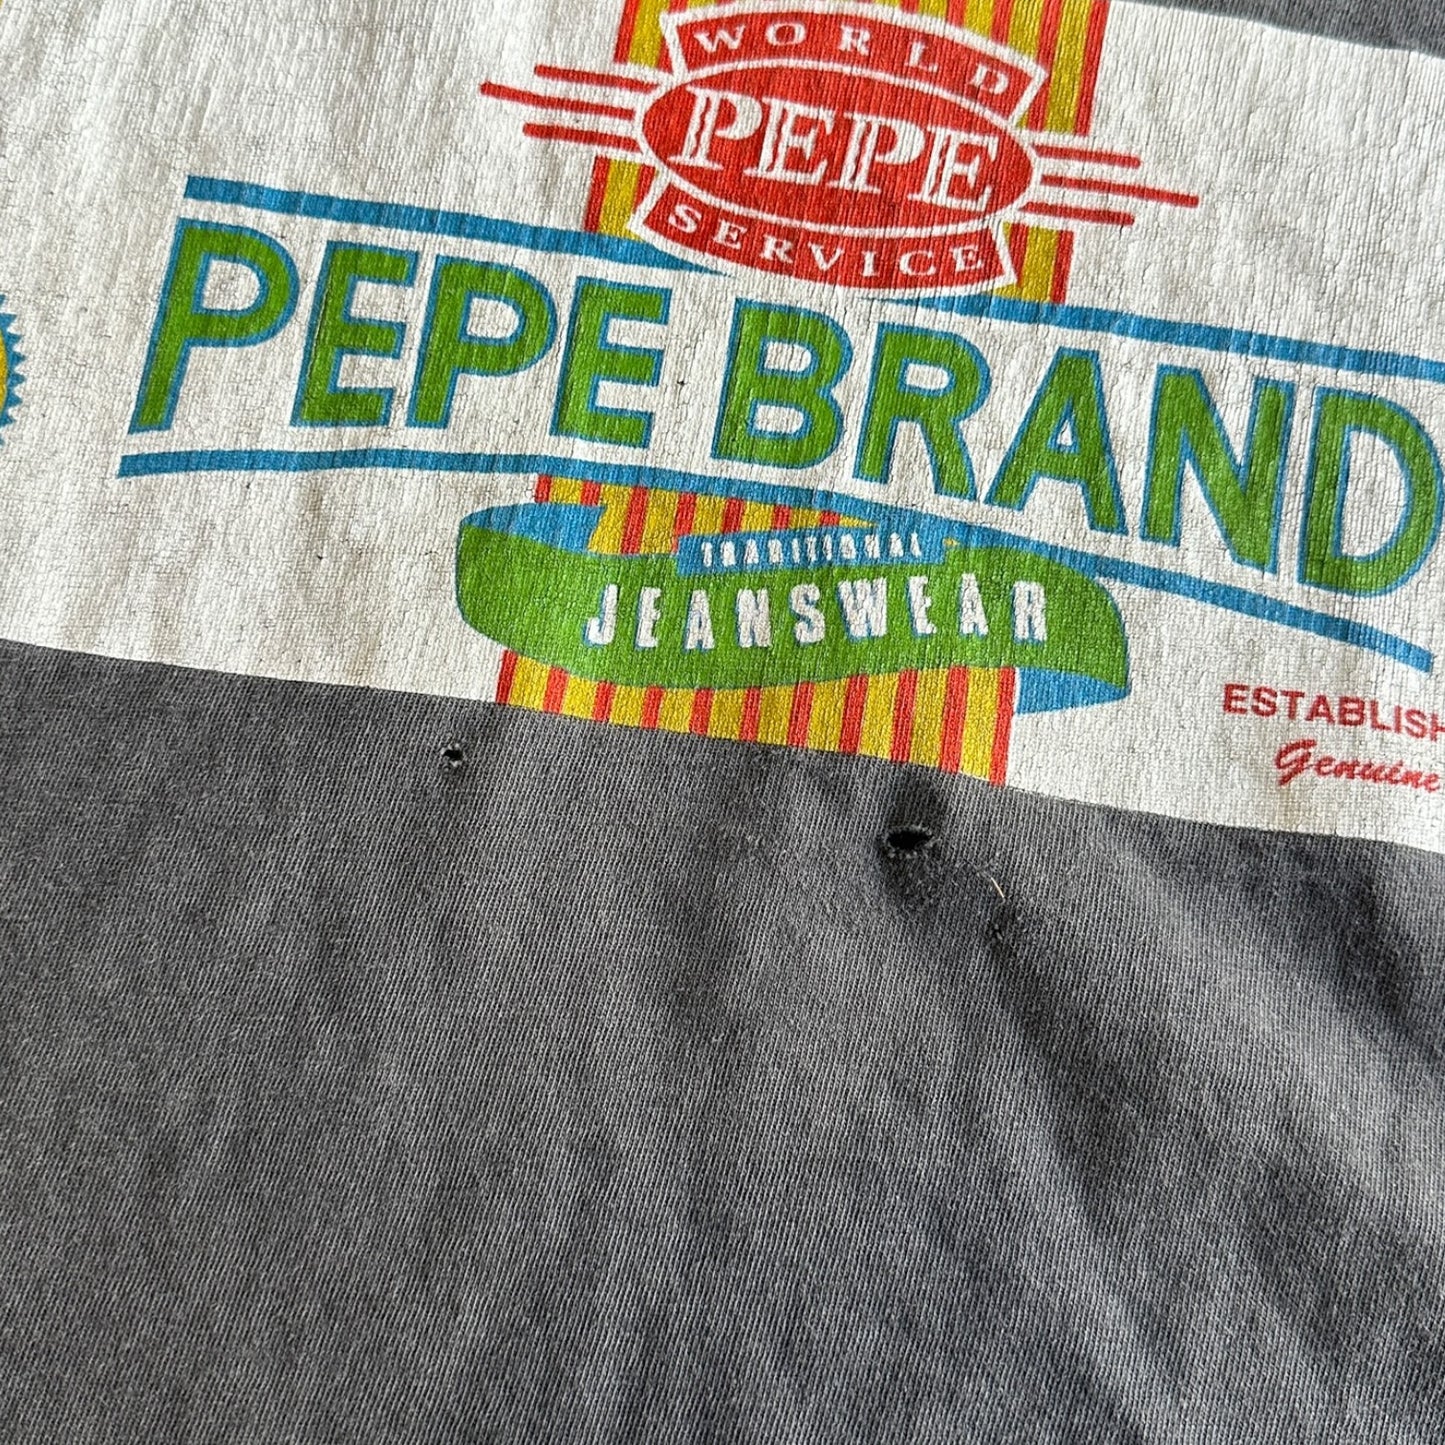 WORLD
PEPE
SERVICE
PEPE BRAND
TRADITIONAL
JEANSWEAR
ESTABLISH
Genuine